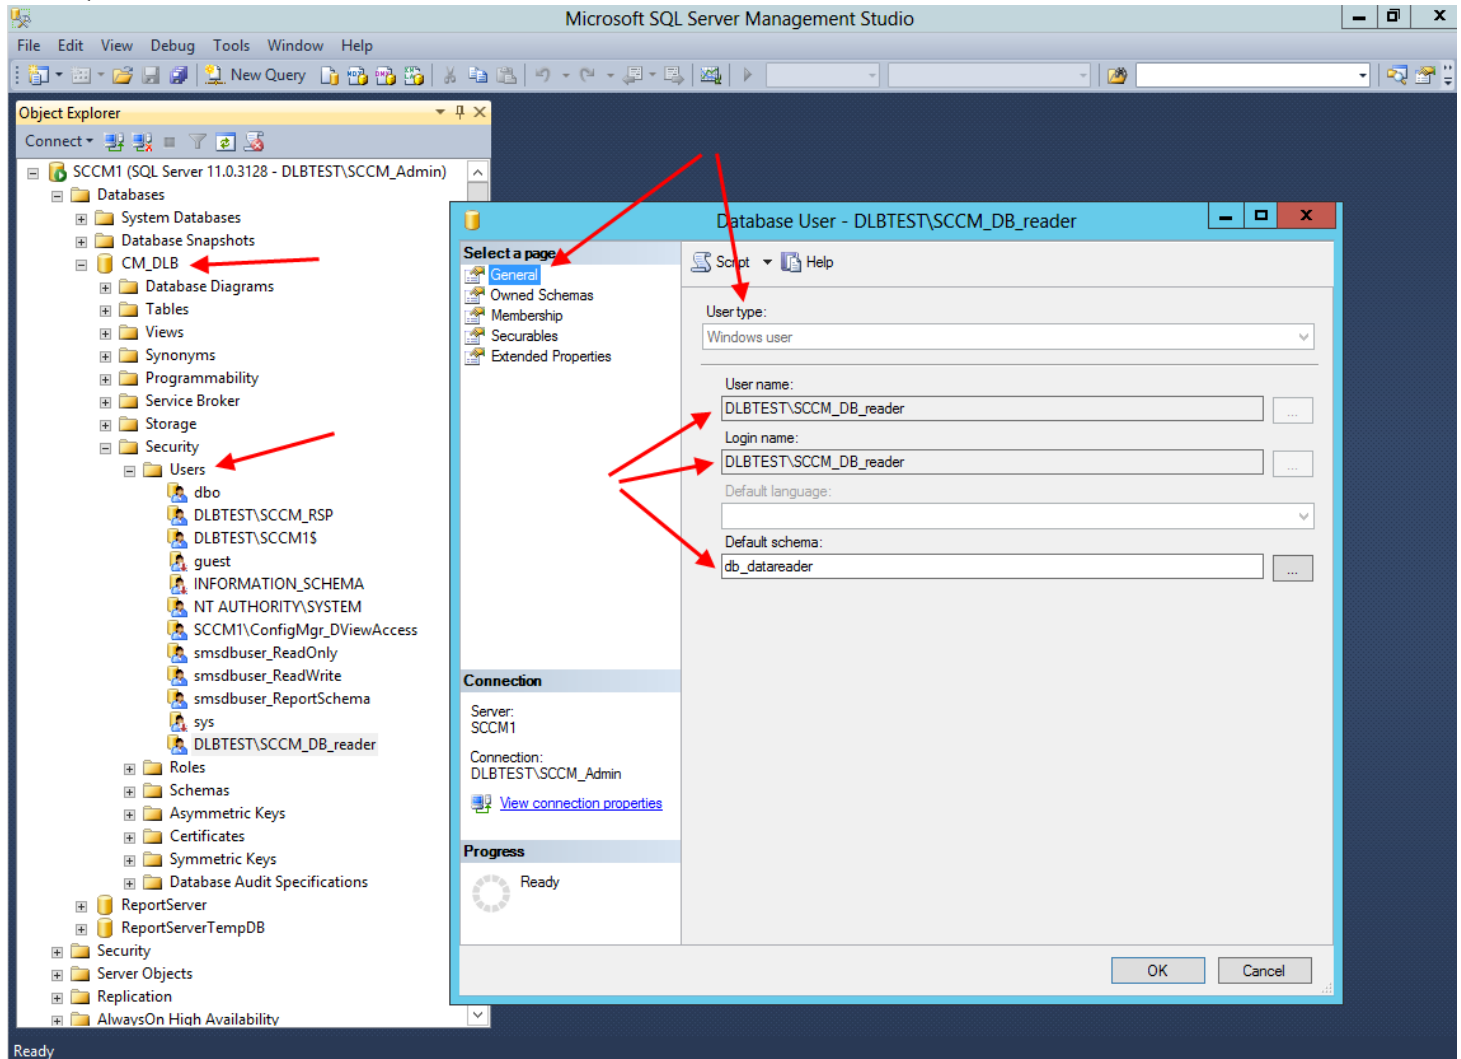 Microsoft SQL Server Management Studio
File Edit View Debug Tools Window Help
New Query
Object Explorer
Connect
SCCM1 (SQL Server 11.0.3128 - DLBTEST\SCCM_Admin)
Databases
System Databases
Database Snapshots
CM_DLB
Database Diagrams
Tables
Views
Synonyms
Programmability
Service Broker
Storage
Security
Users
dbo
DLBTEST\SCCM_RSP
DLBTEST\SCCM1$
guest
INFORMATION_SCHEMA
NT AUTHORITY\SYSTEM
SCCM1\ConfigMgr_DViewAccess
smsdbuser_ReadOnly
smsdbuser_ReadWrite
smsdbuser_ReportSchema
sys
DLBTEST\SCCM_DB_reader
Roles
Schemas
Asymmetric Keys
Certificates
Symmetric Keys
Database Audit Specifications
ReportServer
ReportServerTempDB
Security
Server Objects
Replication
AlwaysOn High Availability
Ready
Database User - DLBTEST\SCCM_DB_reader
Select a page
General
Owned Schemas
Membership
Securables
Extended Properties
Connection
Server:
SCCM1
Connection:
DLBTEST\SCCM_Admin
View connection properties
Progress
Ready
Script Help
User type:
Windows user
User name:
DLBTEST\SCCM_DB_reader
...
Login name:
DLBTEST\SCCM_DB_reader
...
Default language:
Default schema:
db_datareader
...
OK Cancel